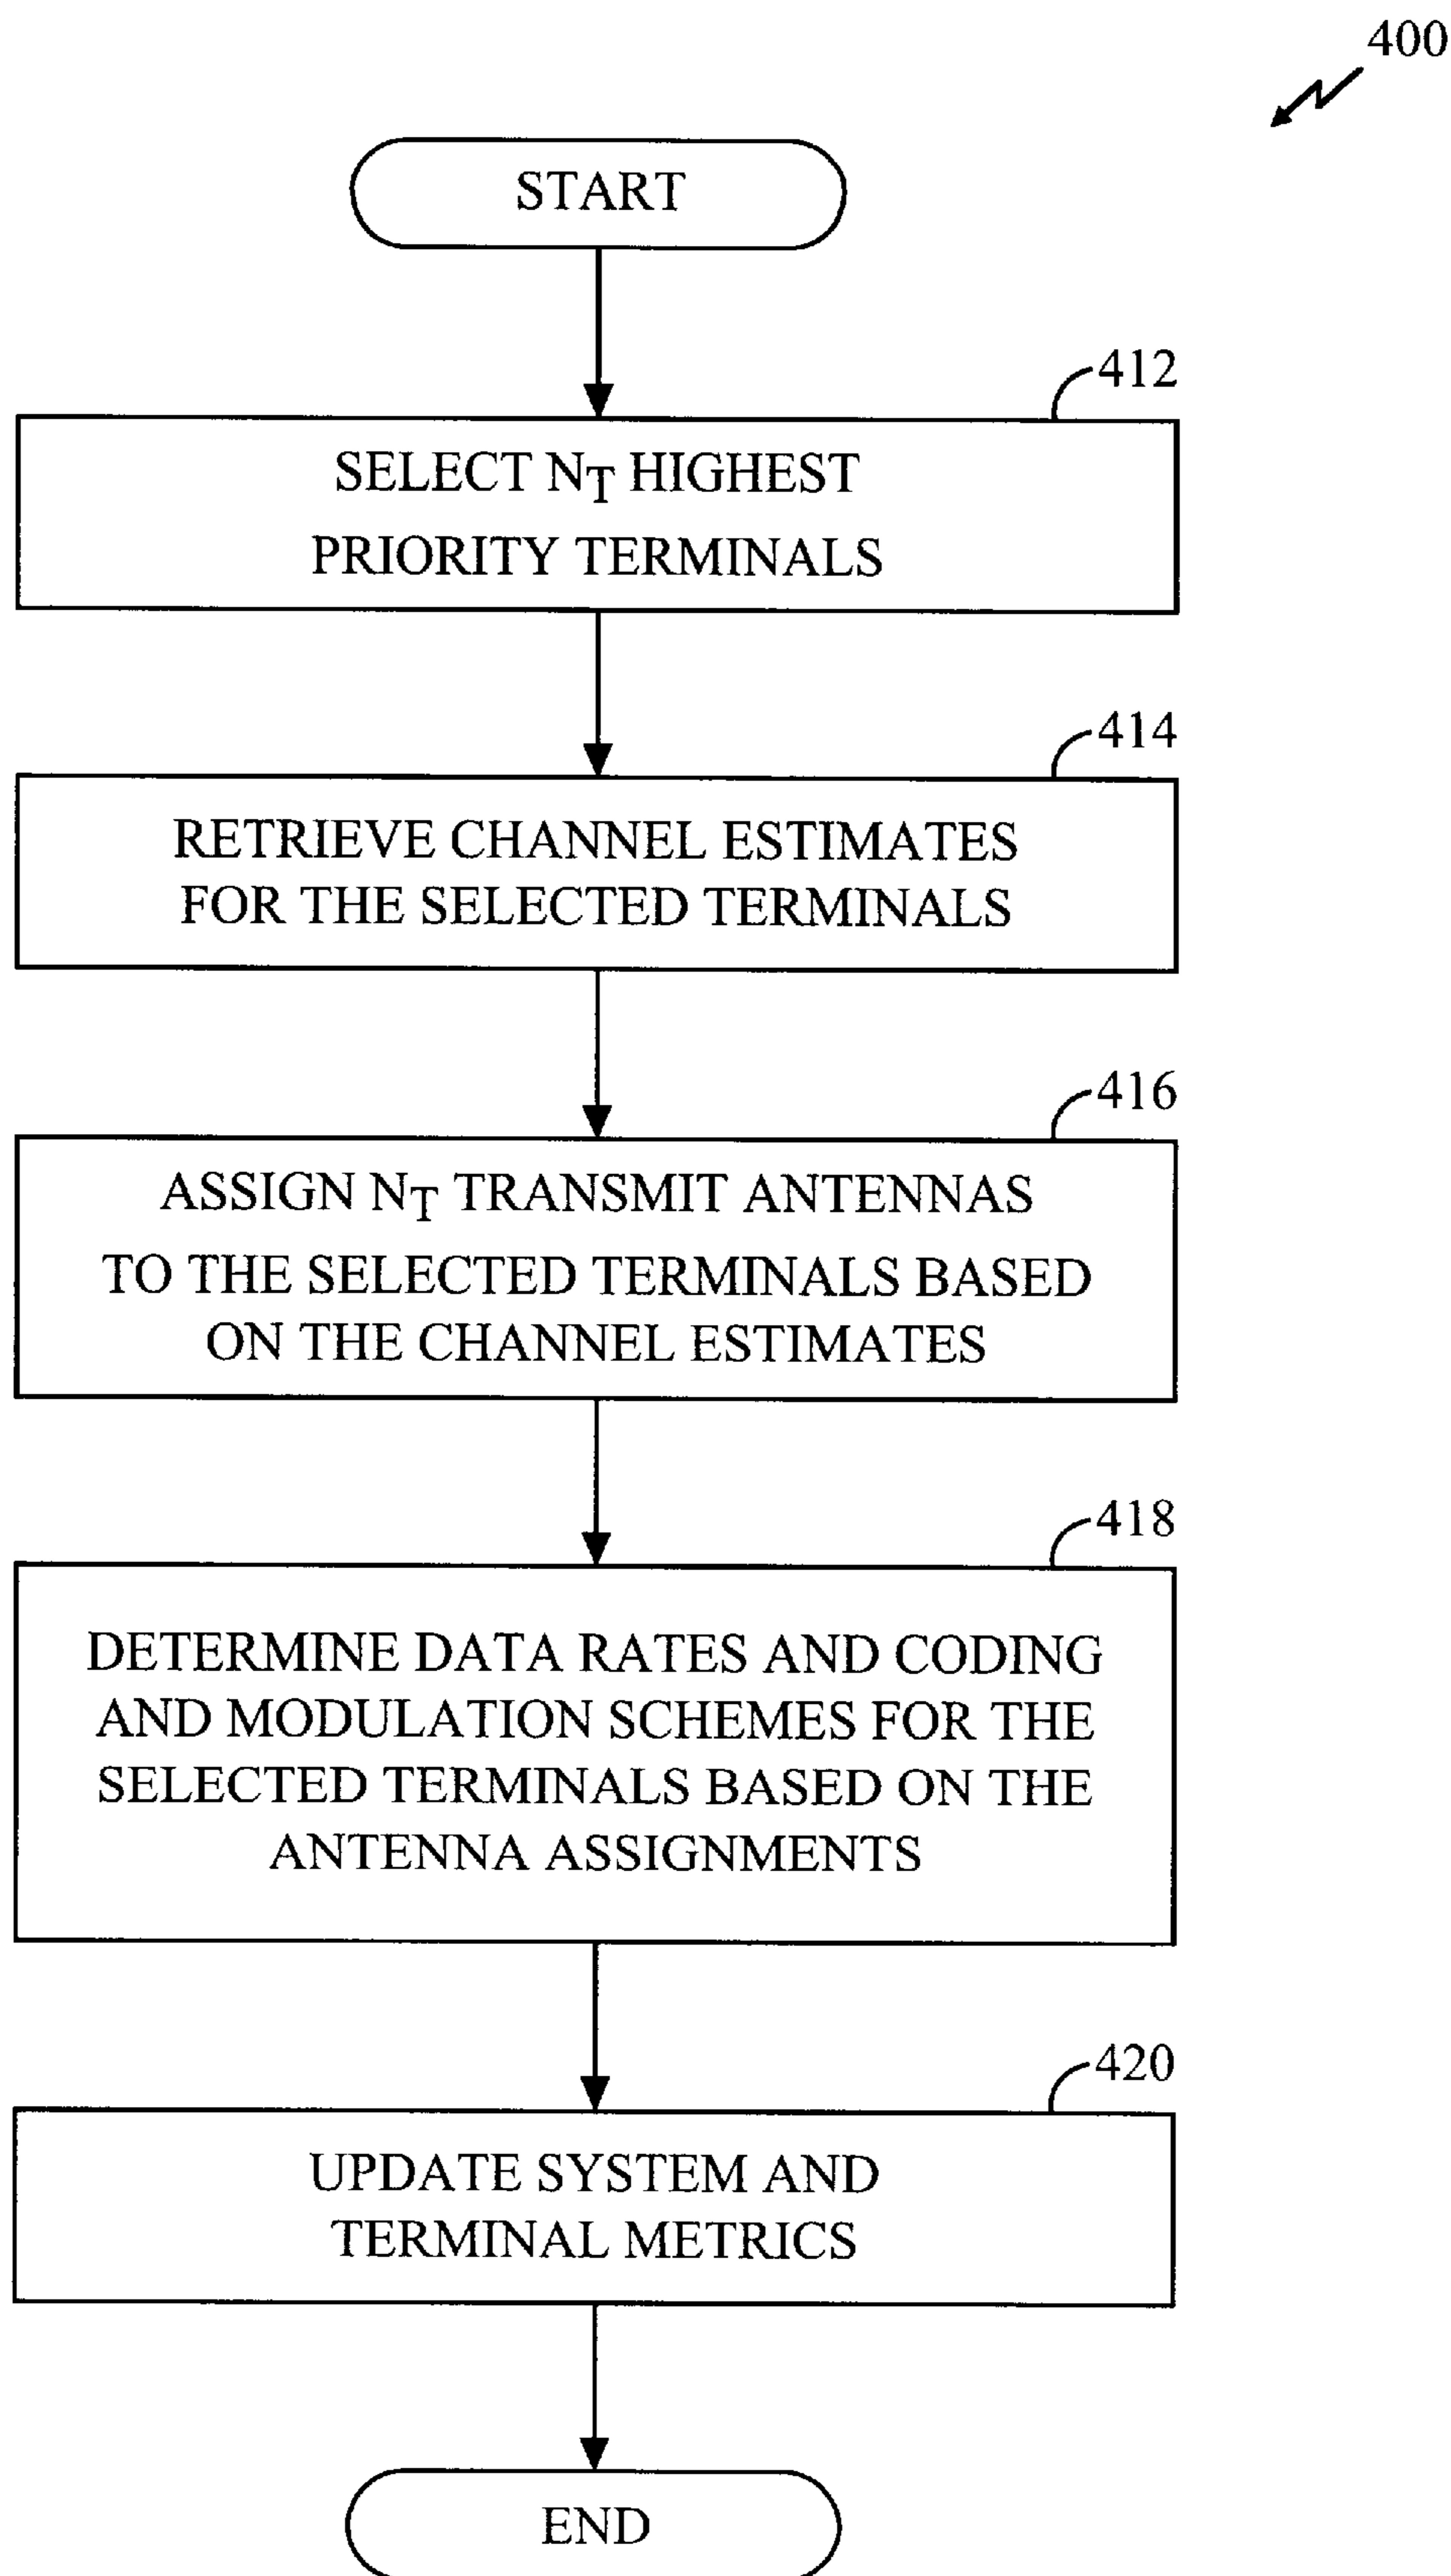 400
START
412
SELECT NT HIGHEST
PRIORITY TERMINALS
414
RETRIEVE CHANNEL ESTIMATES
FOR THE SELECTED TERMINALS
416
ASSIGN NT TRANSMIT ANTENNAS
TO THE SELECTED TERMINALS BASED
ON THE CHANNEL ESTIMATES
418
DETERMINE DATA RATES AND CODING
AND MODULATION SCHEMES FOR THE
SELECTED TERMINALS BASED ON THE
ANTENNA ASSIGNMENTS
420
UPDATE SYSTEM AND
TERMINAL METRICS
END